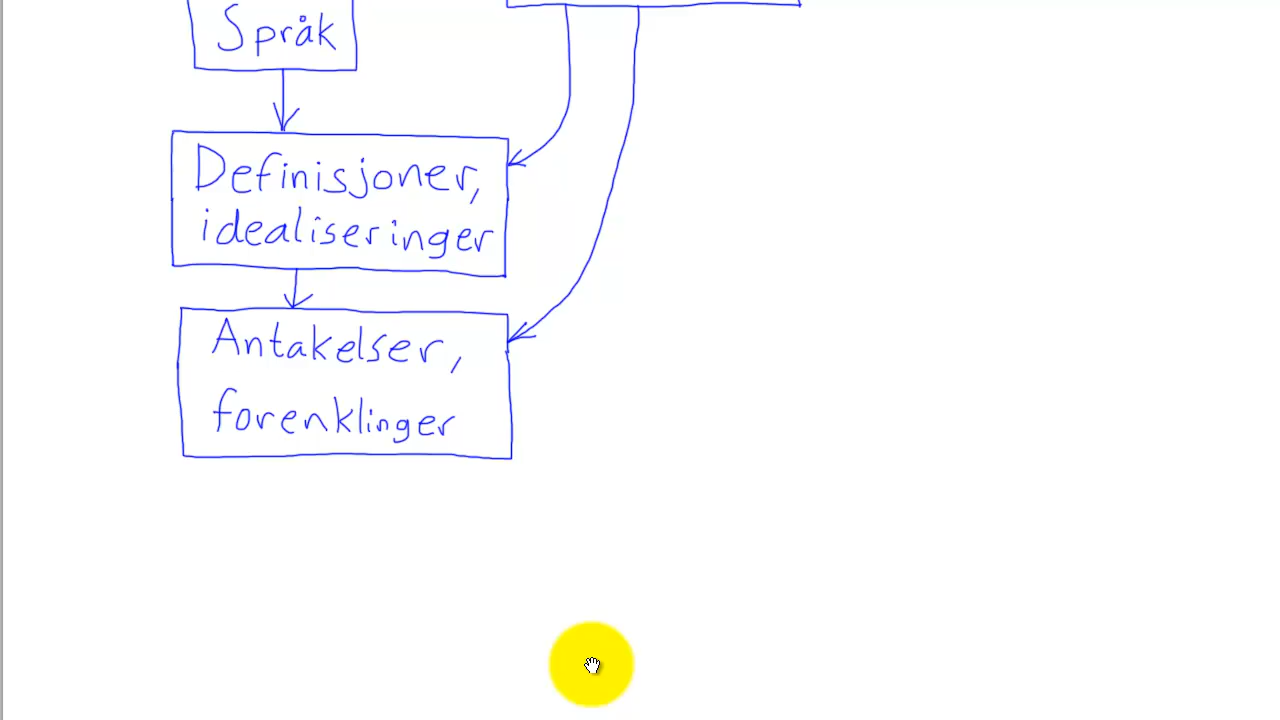 Språk
Definisjoner,
idealiseringer
Antakelser,
forenklinger